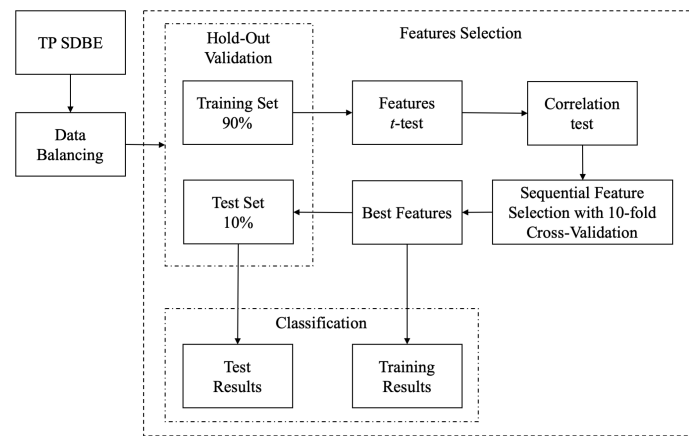 TP SDBE
Data
Balancing
Hold-Out
Validation
Features Selection
Training Set
90%
Features
t-test
Correlation
test
Test Set
10%
Best Features
Sequential Feature
Selection with 10-fold
Cross-Validation
Classification
Test
Results
Training
Results